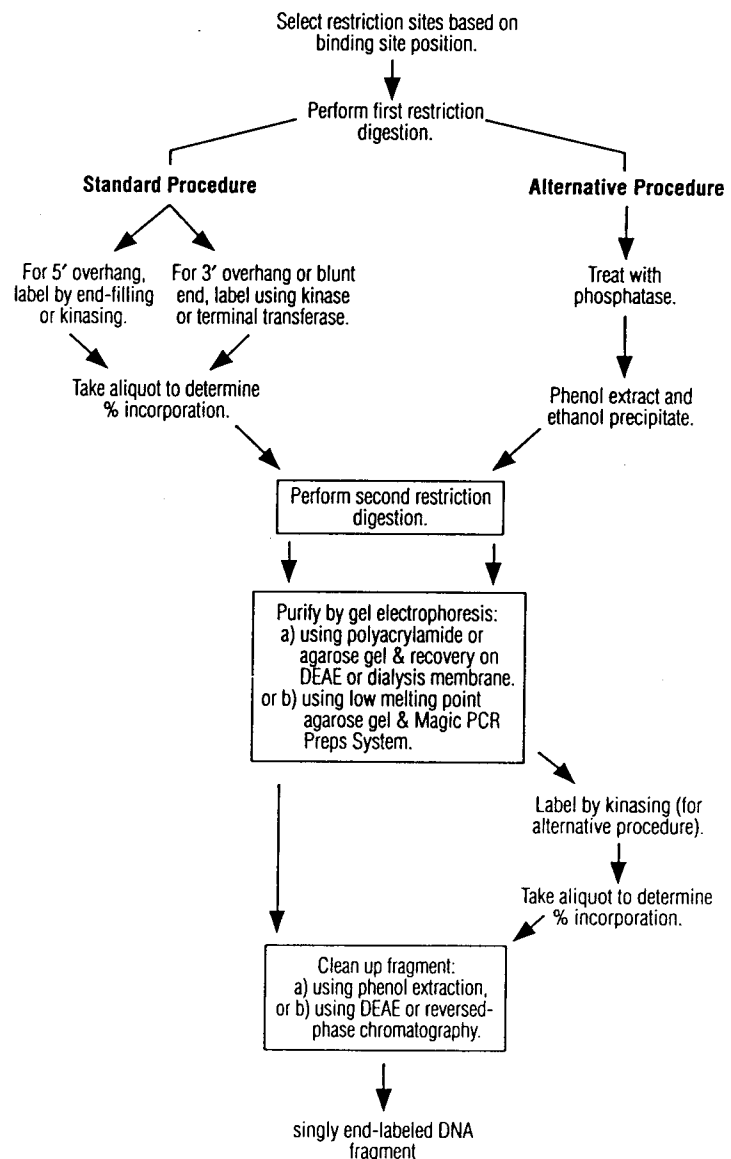 Select restriction sites based on
binding site position.
Perform first restriction
digestion.
Standard Procedure
Alternative Procedure
For 5′ overhang,
label by end-filling
or kinasing.
For 3′ overhang or blunt
end, label using kinase
or terminal transferase.
Treat with
phosphatase.
Take aliquot to determine
% incorporation.
Phenol extract and
ethanol precipitate.
Perform second restriction
digestion.
Purify by gel electrophoresis:
a) using polyacrylamide or
agarose gel & recovery on
DEAE or dialysis membrane.
or b) using low melting point
agarose gel & Magic PCR
Preps System.
Label by kinasing (for
alternative procedure).
Take aliquot to determine
% incorporation.
Clean up fragment:
a) using phenol extraction,
or b) using DEAE or reversed-
phase chromatography.
singly end-labeled DNA
fragment